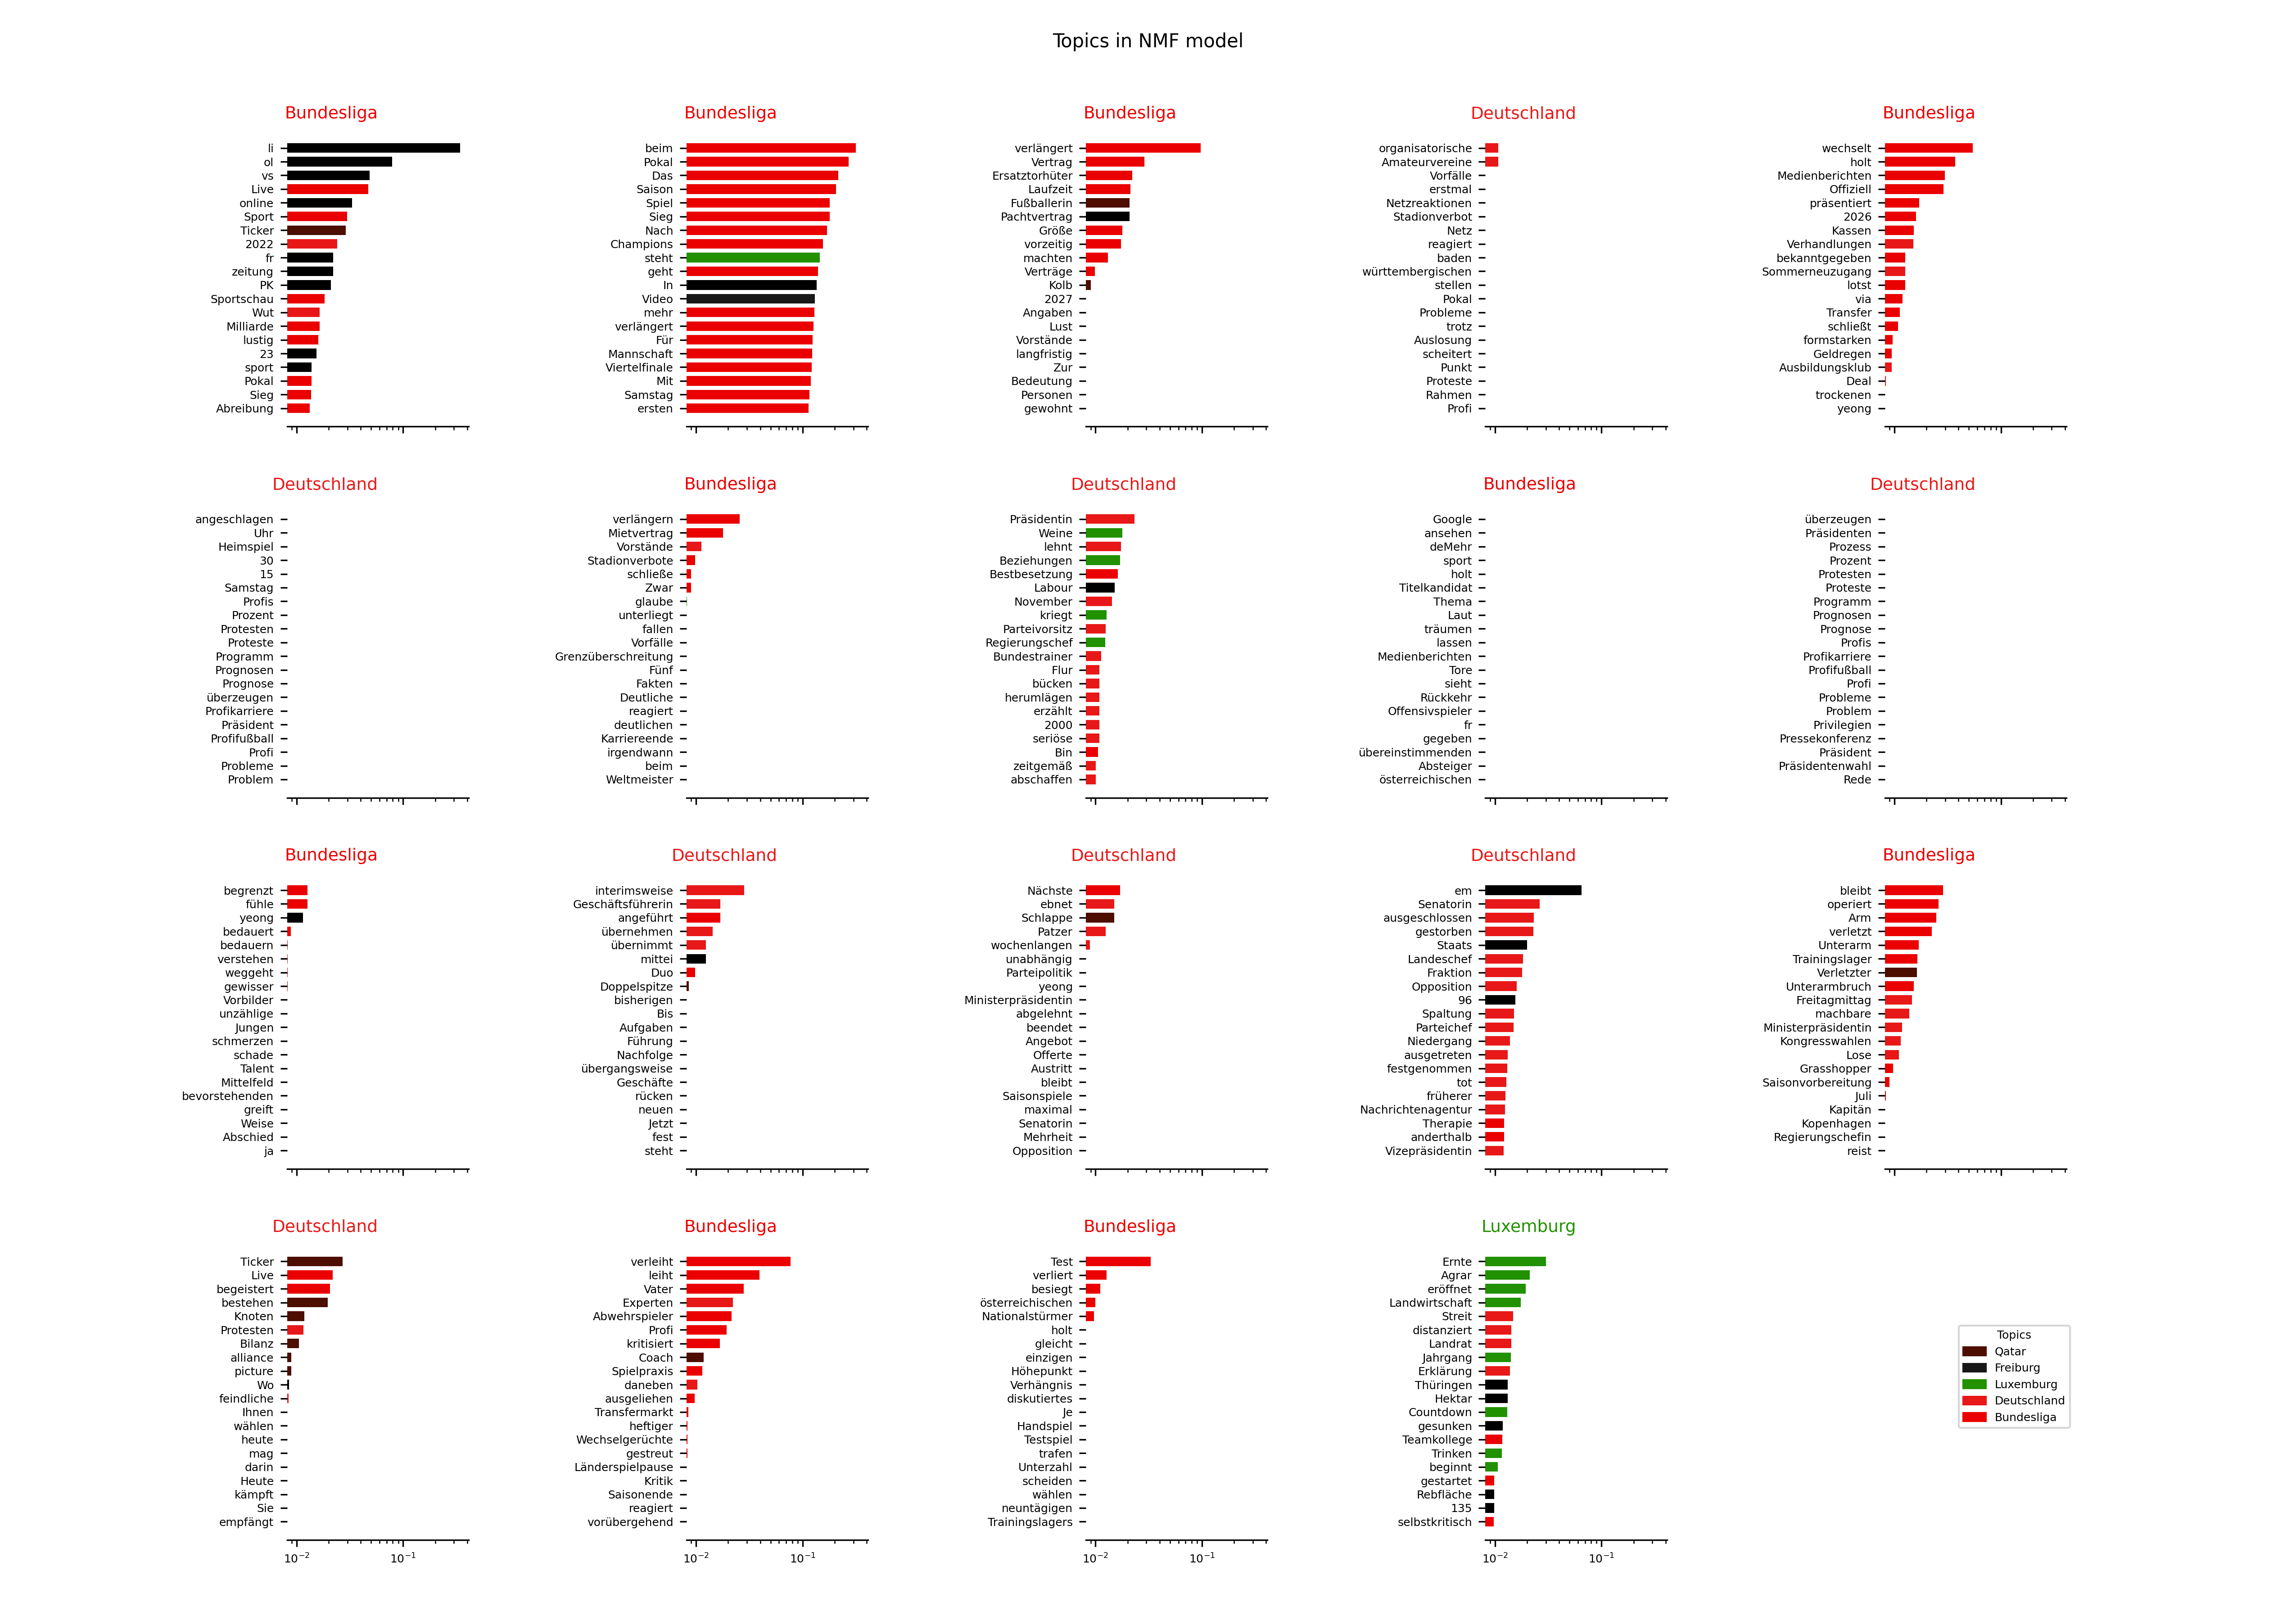 Topics in NMF model
Bundesliga
li
ol
vs
Live
online
Sport
Ticker
2022
fr
zeitung
PK
Sportschau
Wut
Milliarde
lustig
23
sport
Pokal
Sieg
Abreibung
Bundesliga
beim
Pokal
Das
Saison
Spiel
Sieg
Nach
Champions
steht
geht
In
Video
mehr
verlängert
Für
Mannschaft
Viertelfinale
Mit
Samstag
ersten
Bundesliga
verlängert
Vertrag
Ersatztorhüter
Laufzeit
Fußballerin
Pachtvertrag
Größe
vorzeitig
machten
Verträge
Kolb
2027
Angaben
Lust
Vorstände
langfristig
Zur
Bedeutung
Personen
gewohnt
Deutschland
organisatorische
Amateurvereine
Vorfälle
erstmal
Netzreaktionen
Stadionverbot
Netz
reagiert
baden
württembergischen
stellen
Pokal
Probleme
trotz
Auslosung
scheitert
Punkt
Proteste
Rahmen
Profi
Bundesliga
wechselt
holt
Medienberichten
Offiziell
präsentiert
2026
Kassen
Verhandlungen
bekanntgegeben
Sommerneuzugang
lotst
via
Transfer
schließt
formstarken
Geldregen
Ausbildungsklub
Deal
trockenen
yeong
Deutschland
angeschlagen
Uhr
Heimspiel
30
15
Samstag
Profis
Prozent
Protesten
Proteste
Programm
Prognosen
Prognose
überzeugen
Profikarriere
Präsident
Profifußball
Profi
Probleme
Problem
Bundesliga
verlängern
Mietvertrag
Vorstände
Stadionverbote
schließe
Zwar
glaube
unterliegt
fallen
Vorfälle
Grenzüberschreitung
Fünf
Fakten
Deutliche
reagiert
deutlichen
Karriereende
irgendwann
beim
Weltmeister
Deutschland
Präsidentin
Weine
lehnt
Beziehungen
Bestbesetzung
Labour
November
kriegt
Parteivorsitz
Regierungschef
Bundestrainer
Flur
bücken
herumlägen
erzählt
2000
seriöse
Bin
zeitgemäß
abschaffen
Bundesliga
Google
ansehen
deMehr
sport
holt
Titelkandidat
Thema
Laut
träumen
lassen
Medienberichten
Tore
sieht
Rückkehr
Offensivspieler
fr
gegeben
übereinstimmenden
Absteiger
österreichischen
Deutschland
überzeugen
Präsidenten
Prozess
Prozent
Protesten
Proteste
Programm
Prognosen
Prognose
Profis
Profikarriere
Profifußball
Profi
Probleme
Problem
Privilegien
Pressekonferenz
Präsident
Präsidentenwahl
Rede
Bundesliga
begrenzt
fühle
yeong
bedauert
bedauern
verstehen
weggeht
gewisser
Vorbilder
unzählige
Jungen
schmerzen
schade
Talent
Mittelfeld
bevorstehenden
greift
Weise
Abschied
ja
Deutschland
interimsweise
Geschäftsführerin
angeführt
übernehmen
übernimmt
mittei
Duo
Doppelspitze
bisherigen
Bis
Aufgaben
Führung
Nachfolge
übergangsweise
Geschäfte
rücken
neuen
Jetzt
fest
steht
Deutschland
Nächste
ebnet
Schlappe
Patzer
wochenlangen
unabhängig
Parteipolitik
yeong
Ministerpräsidentin
abgelehnt
beendet
Angebot
Offerte
Austritt
bleibt
Saisonspiele
maximal
Senatorin
Mehrheit
Opposition
Deutschland
em
Senatorin
ausgeschlossen
gestorben
Staats
Landeschef
Fraktion
Opposition
96
Spaltung
Parteichef
Niedergang
ausgetreten
festgenommen
tot
früherer
Nachrichtenagentur
Therapie
anderthalb
Vizepräsidentin
Bundesliga
bleibt
operiert
Arm
verletzt
Unterarm
Trainingslager
Verletzter
Unterarmbruch
Freitagmittag
machbare
Ministerpräsidentin
Kongresswahlen
Lose
Grasshopper
Saisonvorbereitung
Juli
Kapitän
Kopenhagen
Regierungschefin
reist
Deutschland
Ticker
Live
begeistert
bestehen
Knoten
Protesten
Bilanz
alliance
picture
Wo
feindliche
Ihnen
wählen
heute
mag
darin
Heute
kämpft
Sie
empfängt
10⁻² 10⁻¹
Bundesliga
verleiht
leiht
Vater
Experten
Abwehrspieler
Profi
kritisiert
Coach
Spielpraxis
daneben
ausgeliehen
Transfermarkt
heftiger
Wechselgerüchte
gestreut
Länderspielpause
Kritik
Saisonende
reagiert
vorübergehend
10⁻² 10⁻¹
Bundesliga
Test
verliert
besiegt
österreichischen
Nationalstürmer
holt
gleicht
einzigen
Höhepunkt
Verhängnis
diskutiertes
Je
Handspiel
Testspiel
trafen
Unterzahl
scheiden
wählen
neuntägigen
Trainingslagers
10⁻² 10⁻¹
Luxemburg
Ernte
Agrar
eröffnet
Landwirtschaft
Streit
distanziert
Landrat
Jahrgang
Erklärung
Thüringen
Hektar
Countdown
gesunken
Teamkollege
Trinken
beginnt
gestartet
Rebfläche
135
selbstkritisch
10⁻² 10⁻¹
Topics
Qatar
Freiburg
Luxemburg
Deutschland
Bundesliga